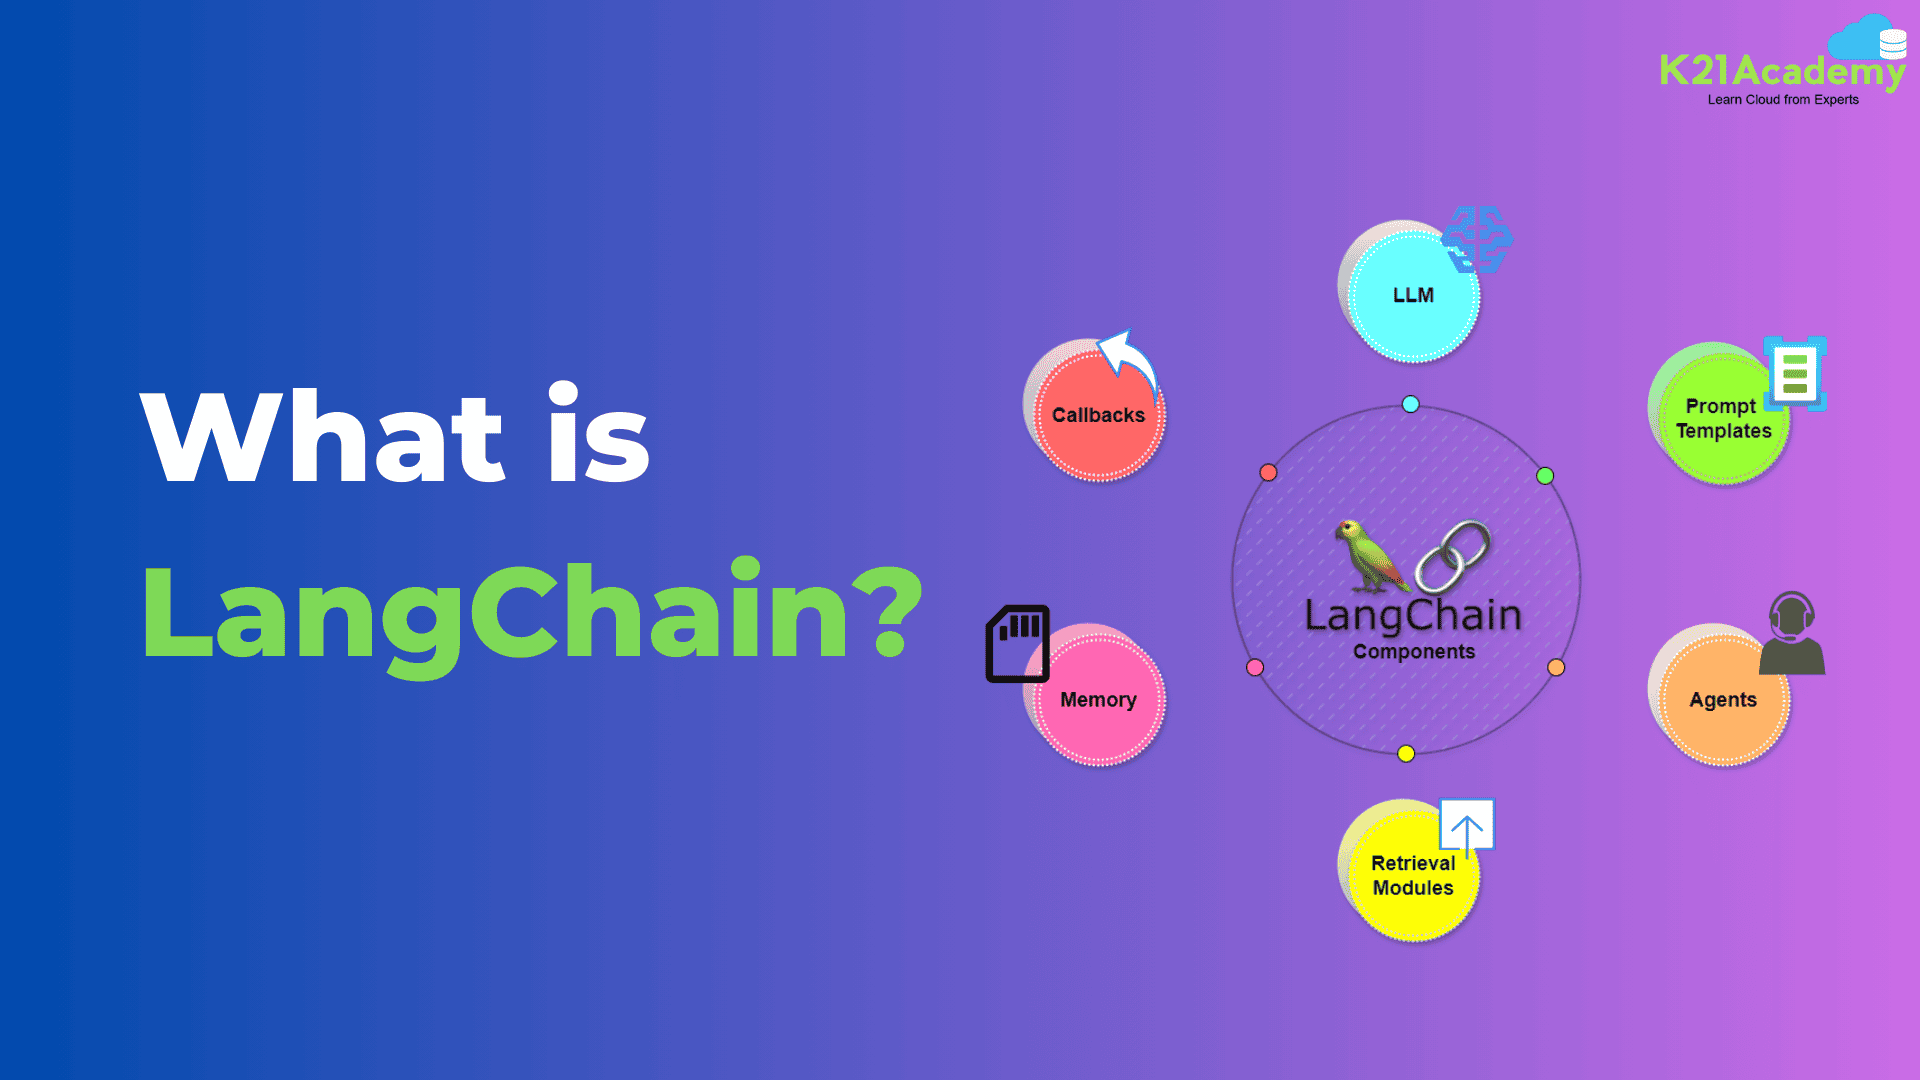 K21Academy
Learn Cloud from Experts
What is
LangChain?
LLM
Callbacks
Prompt
Templates
LangChain
Components
Memory
Agents
Retrieval
Modules